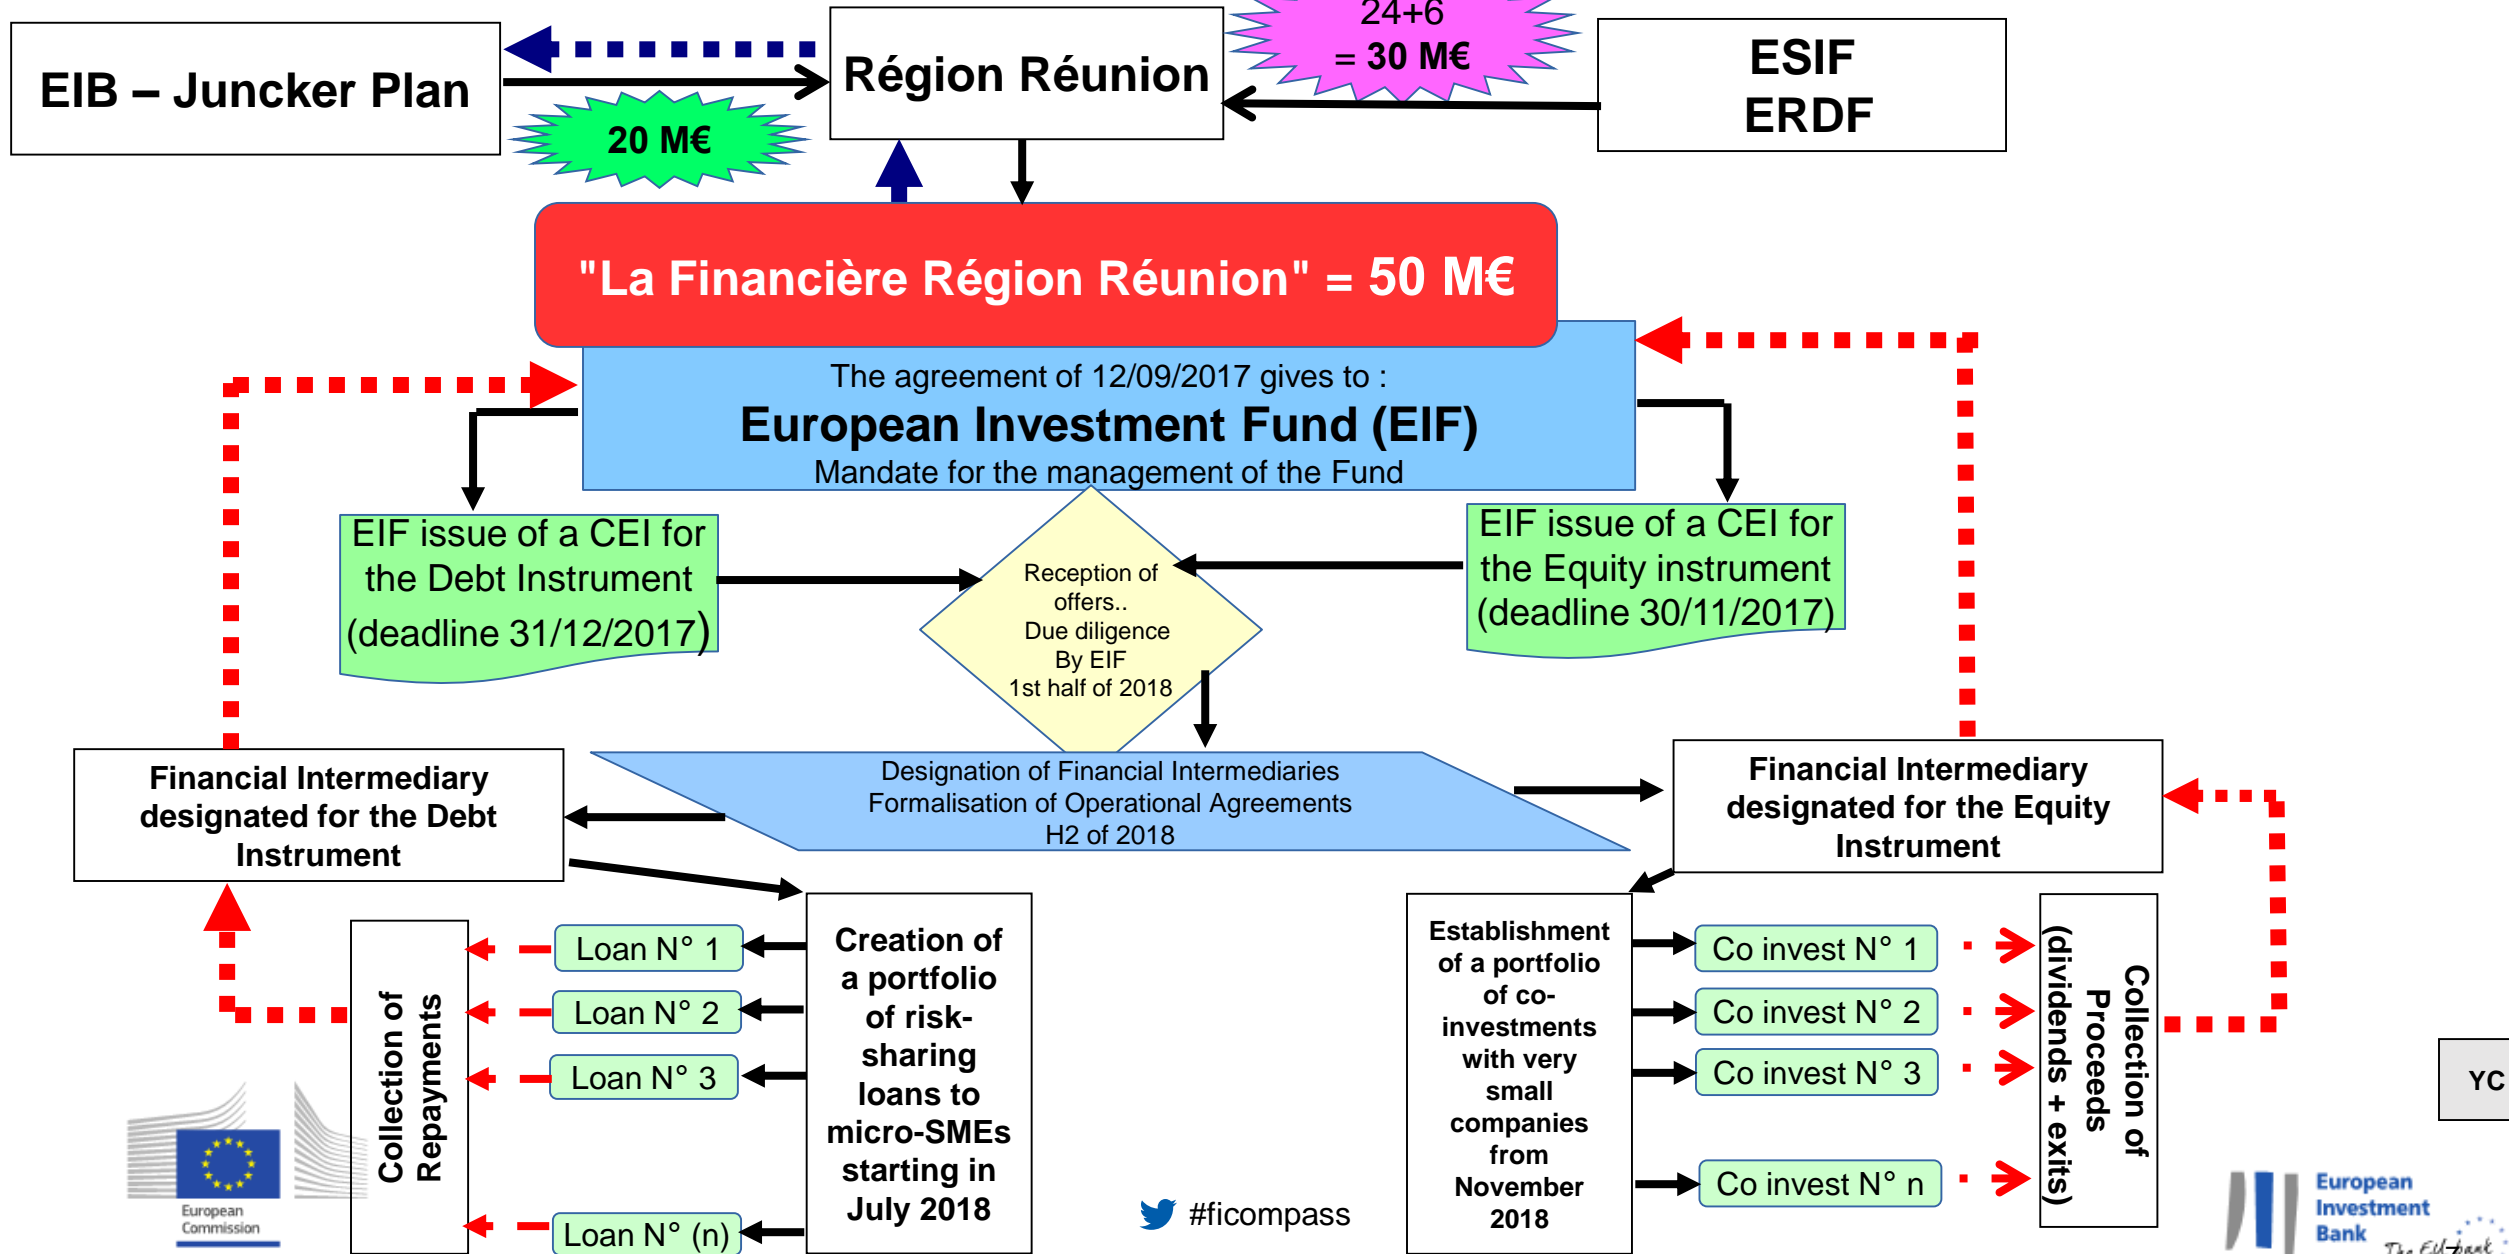 24+6
= 30 M€
EIB – Juncker Plan
Région Réunion
ESIF
ERDF
20 M€
"La Financière Région Réunion" = 50 M€
The agreement of 12/09/2017 gives to :
European Investment Fund (EIF)
Mandate for the management of the Fund
EIF issue of a CEI for
the Debt Instrument
(deadline 31/12/2017)
Reception of
offers..
Due diligence
By EIF
1st half of 2018
EIF issue of a CEI for
the Equity instrument
(deadline 30/11/2017)
Financial Intermediary
designated for the Debt
Instrument
Designation of Financial Intermediaries
Formalisation of Operational Agreements
H2 of 2018
Financial Intermediary
designated for the Equity
Instrument
Collection of
Repayments
Loan N° 1
Loan N° 2
Loan N° 3
Loan N° (n)
Creation of
a portfolio
of risk-
sharing
loans to
micro-SMEs
starting in
July 2018
Establishment
of a portfolio
of co-
investments
with very
small
companies
from
November
2018
Co invest N° 1
Co invest N° 2
Co invest N° 3
Co invest N° n
Collection of
Proceeds
(dividends + exits)
YC
European
Commission
#ficompass
European
Investment
Bank
The EU bank
7